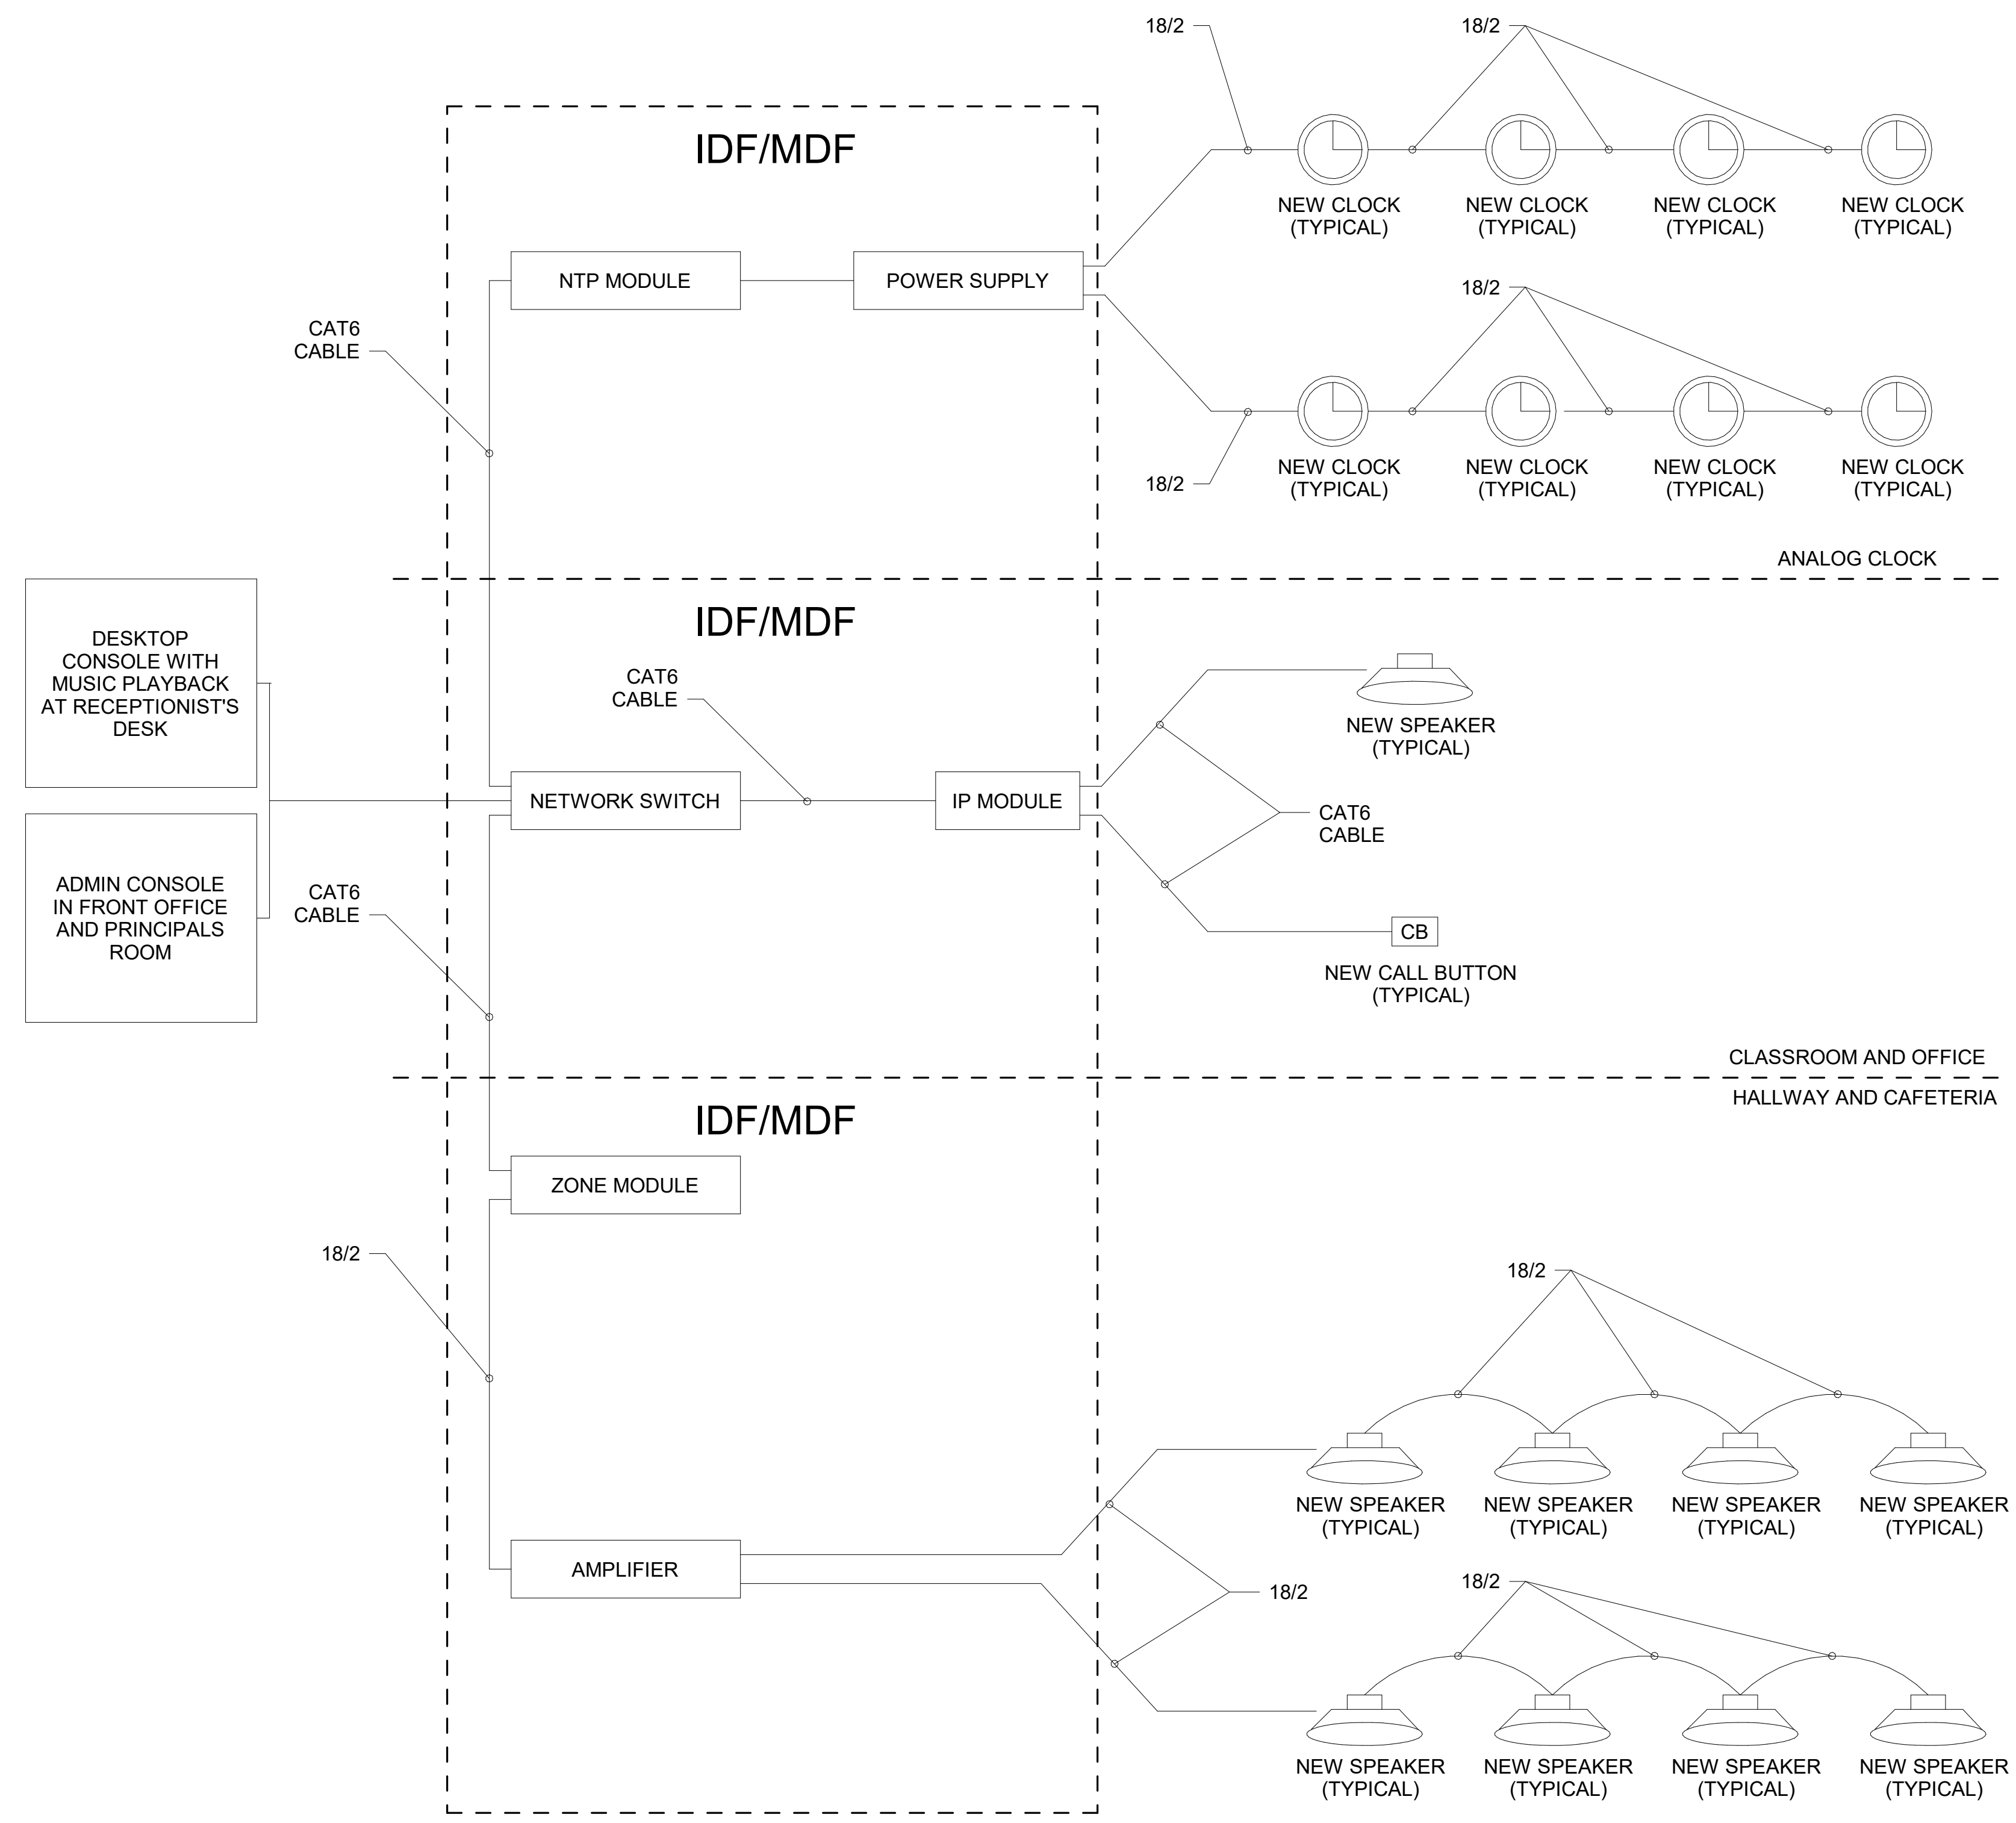 18/2
18/2
IDF/MDF
NEW CLOCK
(TYPICAL)
NEW CLOCK
(TYPICAL)
NEW CLOCK
(TYPICAL)
NEW CLOCK
(TYPICAL)
NTP MODULE
POWER SUPPLY
18/2
CAT6
CABLE
NEW CLOCK
(TYPICAL)
NEW CLOCK
(TYPICAL)
NEW CLOCK
(TYPICAL)
NEW CLOCK
(TYPICAL)
18/2
ANALOG CLOCK
IDF/MDF
DESKTOP
CONSOLE WITH
MUSIC PLAYBACK
AT RECEPTIONIST'S
DESK
CAT6
CABLE
NEW SPEAKER
(TYPICAL)
NETWORK SWITCH
IP MODULE
CAT6
CABLE
ADMIN CONSOLE
IN FRONT OFFICE
AND PRINCIPALS
ROOM
CAT6
CABLE
CB
NEW CALL BUTTON
(TYPICAL)
CLASSROOM AND OFFICE
HALLWAY AND CAFETERIA
IDF/MDF
ZONE MODULE
18/2
18/2
NEW SPEAKER
(TYPICAL)
NEW SPEAKER
(TYPICAL)
NEW SPEAKER
(TYPICAL)
NEW SPEAKER
(TYPICAL)
AMPLIFIER
18/2
18/2
NEW SPEAKER
(TYPICAL)
NEW SPEAKER
(TYPICAL)
NEW SPEAKER
(TYPICAL)
NEW SPEAKER
(TYPICAL)